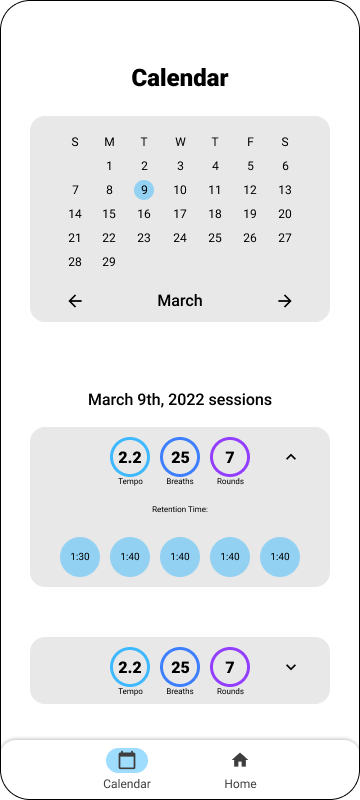 Calendar
S M T W T F S
1 2 3 4 5 6
7 8 9 10 11 12 13
14 15 16 17 18 19 20
21 22 23 24 25 26 27
28 29
March
March 9th, 2022 sessions
2.2 25 7
Tempo Breaths Rounds
Retention Time:
1:30 1:40 1:40 1:40 1:40
2.2 25 7
Tempo Breaths Rounds
Calendar Home